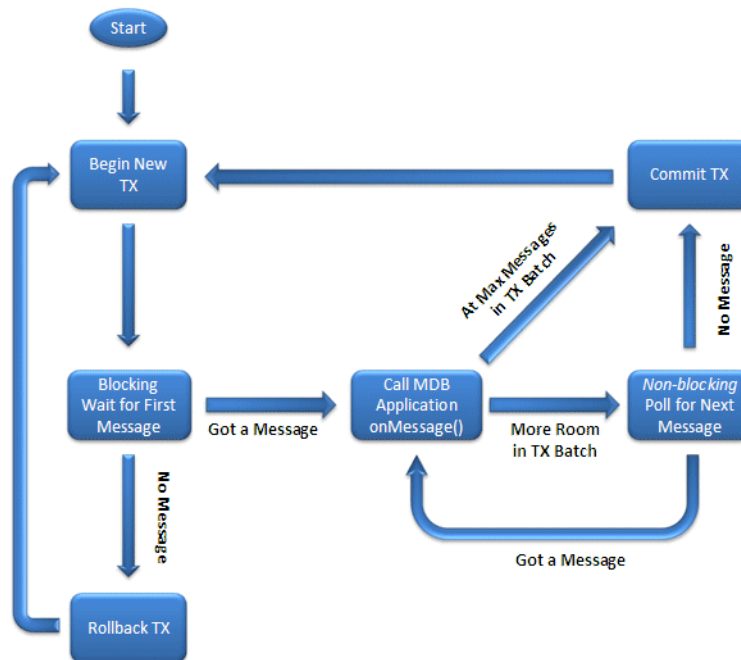 Start
Begin New
TX
Commit TX
At Max Messages
in TX Batch
No Message
Blocking
Wait for First
Message
Got a Message
Call MDB
Application
onMessage()
More Room
in TX Batch
Non-blocking
Poll for Next
Message
No Message
Got a Message
Rollback TX